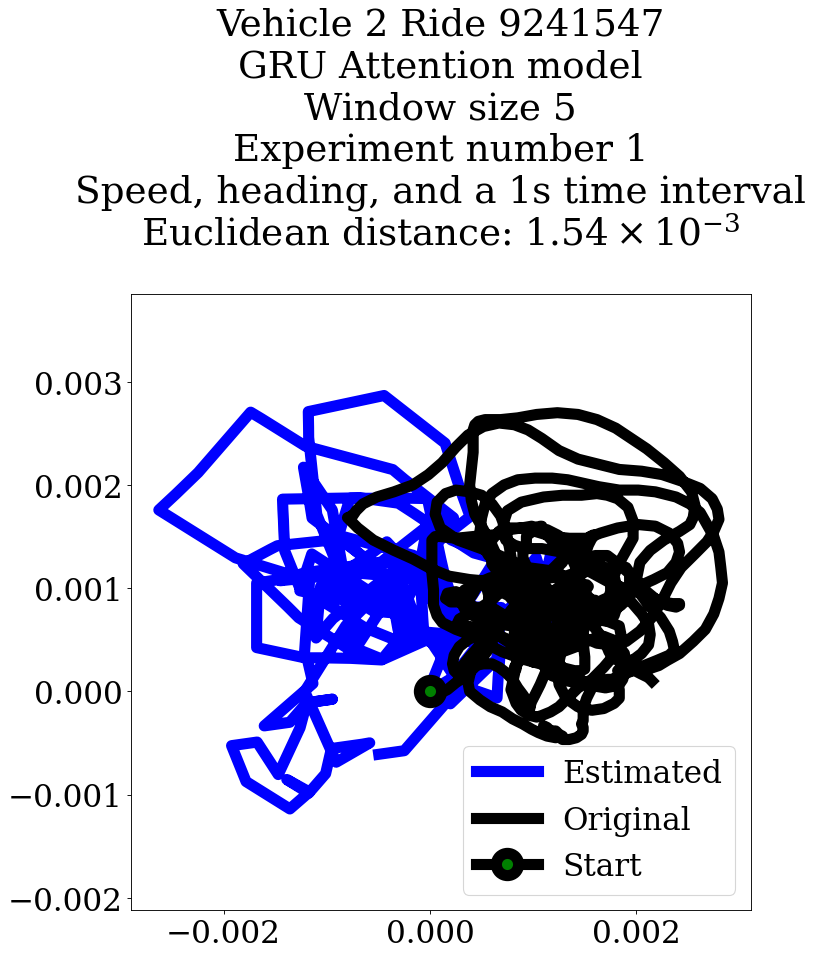 Vehicle 2 Ride 9241547
GRU Attention model
Window size 5
Experiment number 1
Speed, heading, and a 1s time interval
Euclidean distance: 1.54 × 10⁻³
0.003
0.002
0.001
0.000
−0.001
−0.002
−0.002 0.000 0.002
Estimated
Original
Start